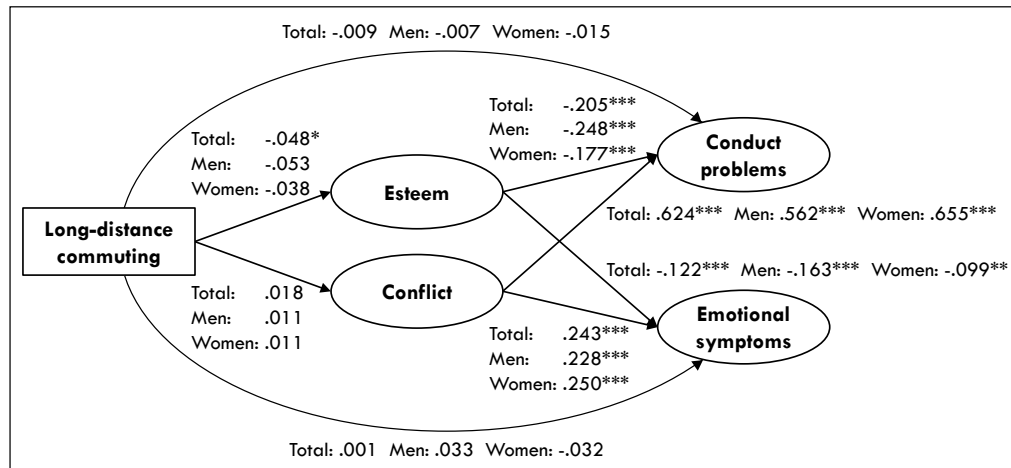 Total: -.009 Men: -.007 Women: -.015
Total: -.205***
Men: -.248***
Women: -.177***
Total: -.048*
Men: -.053
Women: -.038
Conduct
problems
Esteem
Total: .624*** Men: .562*** Women: .655***
Long-distance
commuting
Total: -.122*** Men: -.163*** Women: -.099**
Total: .018
Men: .011
Women: .011
Conflict
Emotional
symptoms
Total: .243***
Men: .228***
Women: .250***
Total: .001 Men: .033 Women: -.032